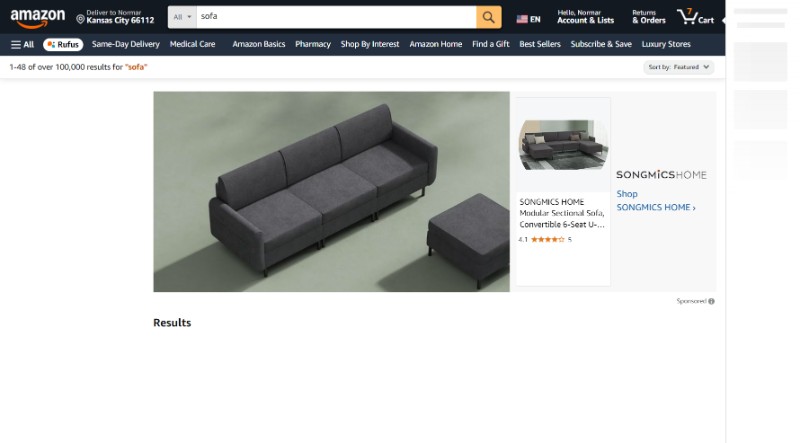 amazon
Deliver to Normar
Kansas City 66112
All
sofa
EN
Hello, Normar
Account & Lists
Returns
& Orders
7
Cart
All
Rufus
Same-Day Delivery
Medical Care
Amazon Basics
Pharmacy
Shop By Interest
Amazon Home
Find a Gift
Best Sellers
Subscribe & Save
Luxury Stores
1-48 of over 100,000 results for "sofa"
Sort by: Featured
SONGMICS HOME
Modular Sectional Sofa,
Convertible 6-Seat U-...
4.1 5
SONGMICSHOME
Shop
SONGMICS HOME ›
Sponsored
Results